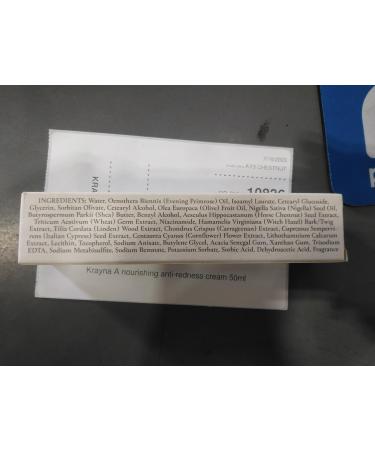 A Y3 CHESTNUT
10826
KRA
INGREDIENTS: Water, Oenothera Biennis (Evening Primrose) Oil, Isoamyl Laurate, Cetearyl Glucoside,
Glycerin, Sorbitan Olivate, Cetearyl Alcohol, Olea Europaea (Olive) Fruit Oil, Nigella Sativa (Nigella) Seed Oil,
Butyrospermum Parkii (Shea) Butter, Benzyl Alcohol, Aesculus Hippocastanum (Horse Chestnut) Seed Extract,
Triticum Aestivum (Wheat) Germ Extract, Niacinamide, Hamamelis Virginiana (Witch Hazel) Bark/Twig
Extract, Tilia Cordata (Linden) Wood Extract, Chondrus Crispus (Carrageenan) Extract, Cupressus Sempervi-
rens (Italian Cypress) Seed Extract, Centaurea Cyanus (Cornflower) Flower Extract, Lithothamnium Calcarum
Extract, Lecithin, Tocopherol, Sodium Anisate, Butylene Glycol, Acacia Senegal Gum, Xanthan Gum, Trisodium
EDTA, Sodium Metabisulfite, Sodium Benzoate, Potassium Sorbate, Sorbic Acid, Dehydroacetic Acid, Fragrance
Krayna A nourishing anti-redness cream 50ml